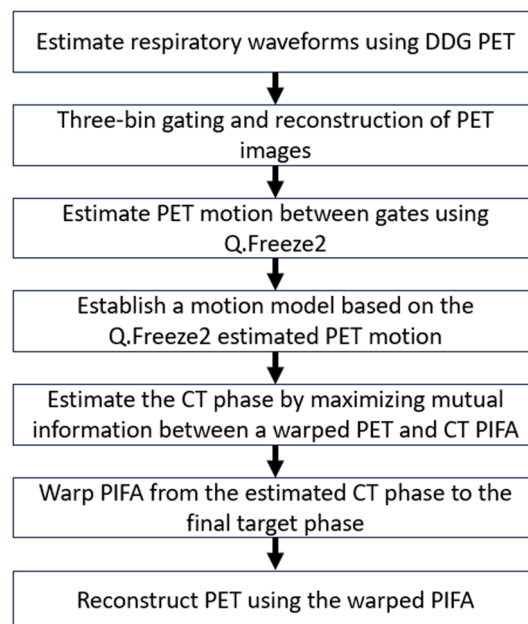 Estimate respiratory waveforms using DDG PET
Three-bin gating and reconstruction of PET
images
Estimate PET motion between gates using
Q.Freeze2
Establish a motion model based on the
Q.Freeze2 estimated PET motion
Estimate the CT phase by maximizing mutual
information between a warped PET and CT PIFA
Warp PIFA from the estimated CT phase to the
final target phase
Reconstruct PET using the warped PIFA